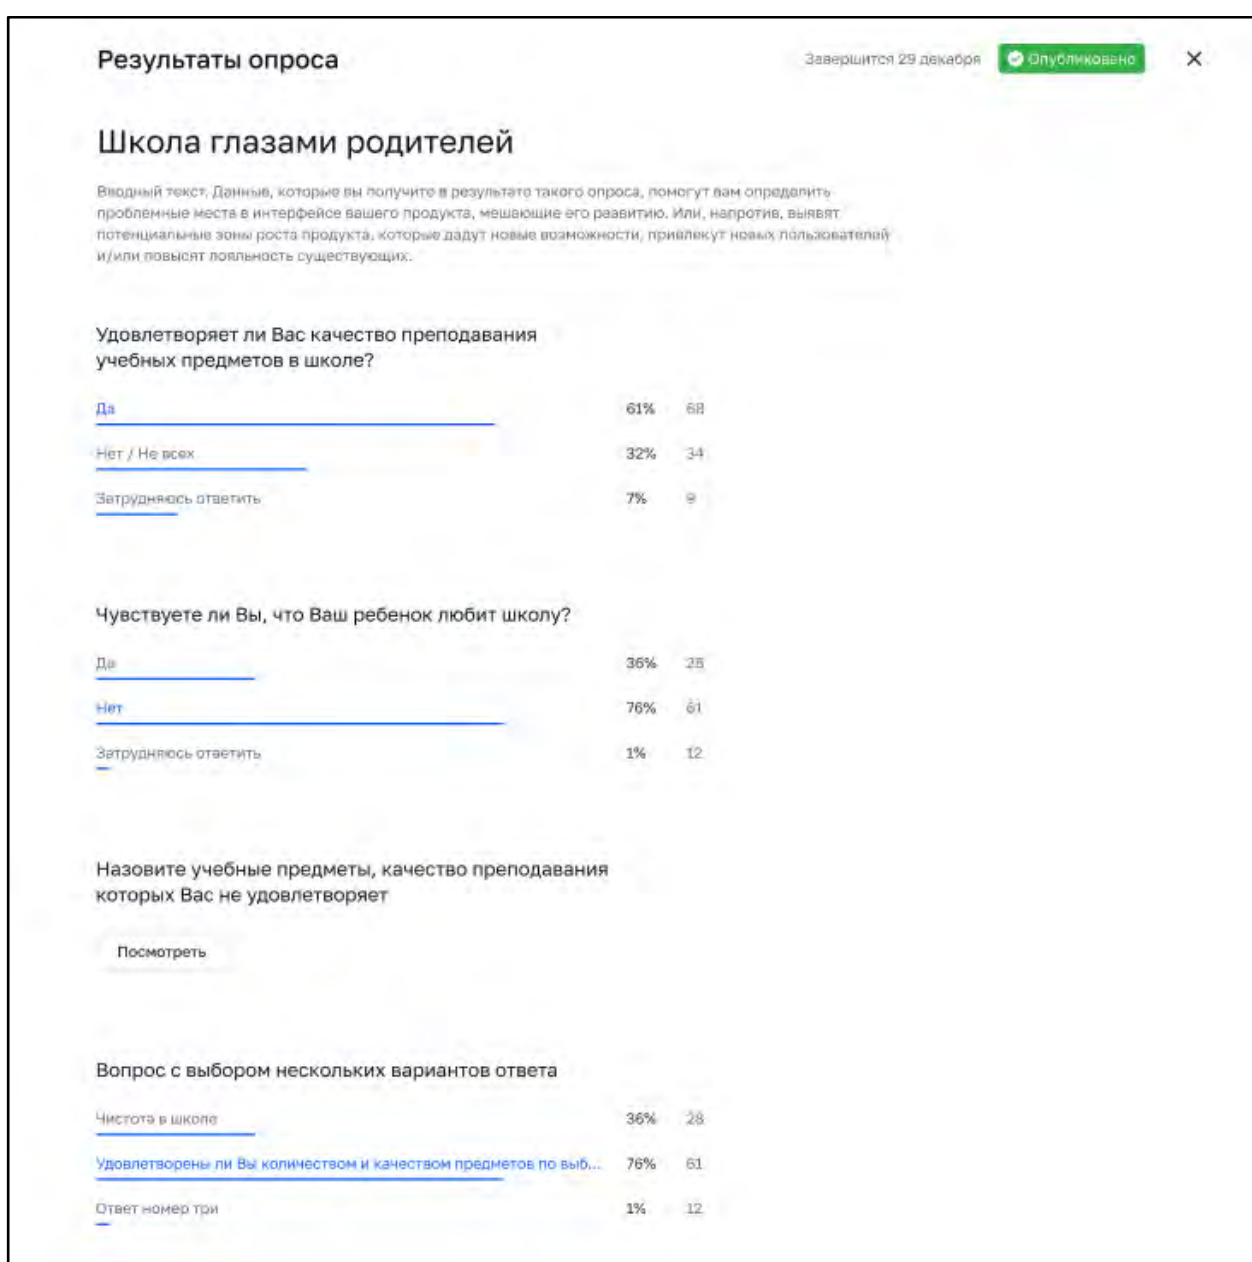 Результаты опроса
Завершится 29 декабря
Опубликовано
Школа глазами родителей
Вводный текст. Данные, которые вы получите в результате такого опроса, помогут вам определить
проблемные места в интерфейсе вашего продукта, мешающие его развитию. Или, напротив, выявят
потенциальные зоны роста продукта, которые дадут новые возможности, привлекут новых пользователей
и/или повысят лояльность существующих.
Удовлетворяет ли Вас качество преподавания
учебных предметов в школе?
Да 61% 68
Нет / Не всех 32% 34
Затрудняюсь ответить 7% 9
Чувствуете ли Вы, что Ваш ребенок любит школу?
Да 36% 28
Нет 76% 61
Затрудняюсь ответить 1% 12
Назовите учебные предметы, качество преподавания
которых Вас не удовлетворяет
Посмотреть
Вопрос с выбором нескольких вариантов ответа
Чистота в школе 36% 28
Удовлетворены ли Вы количеством и качеством предметов по выб... 76% 61
Ответ номер три 1% 12